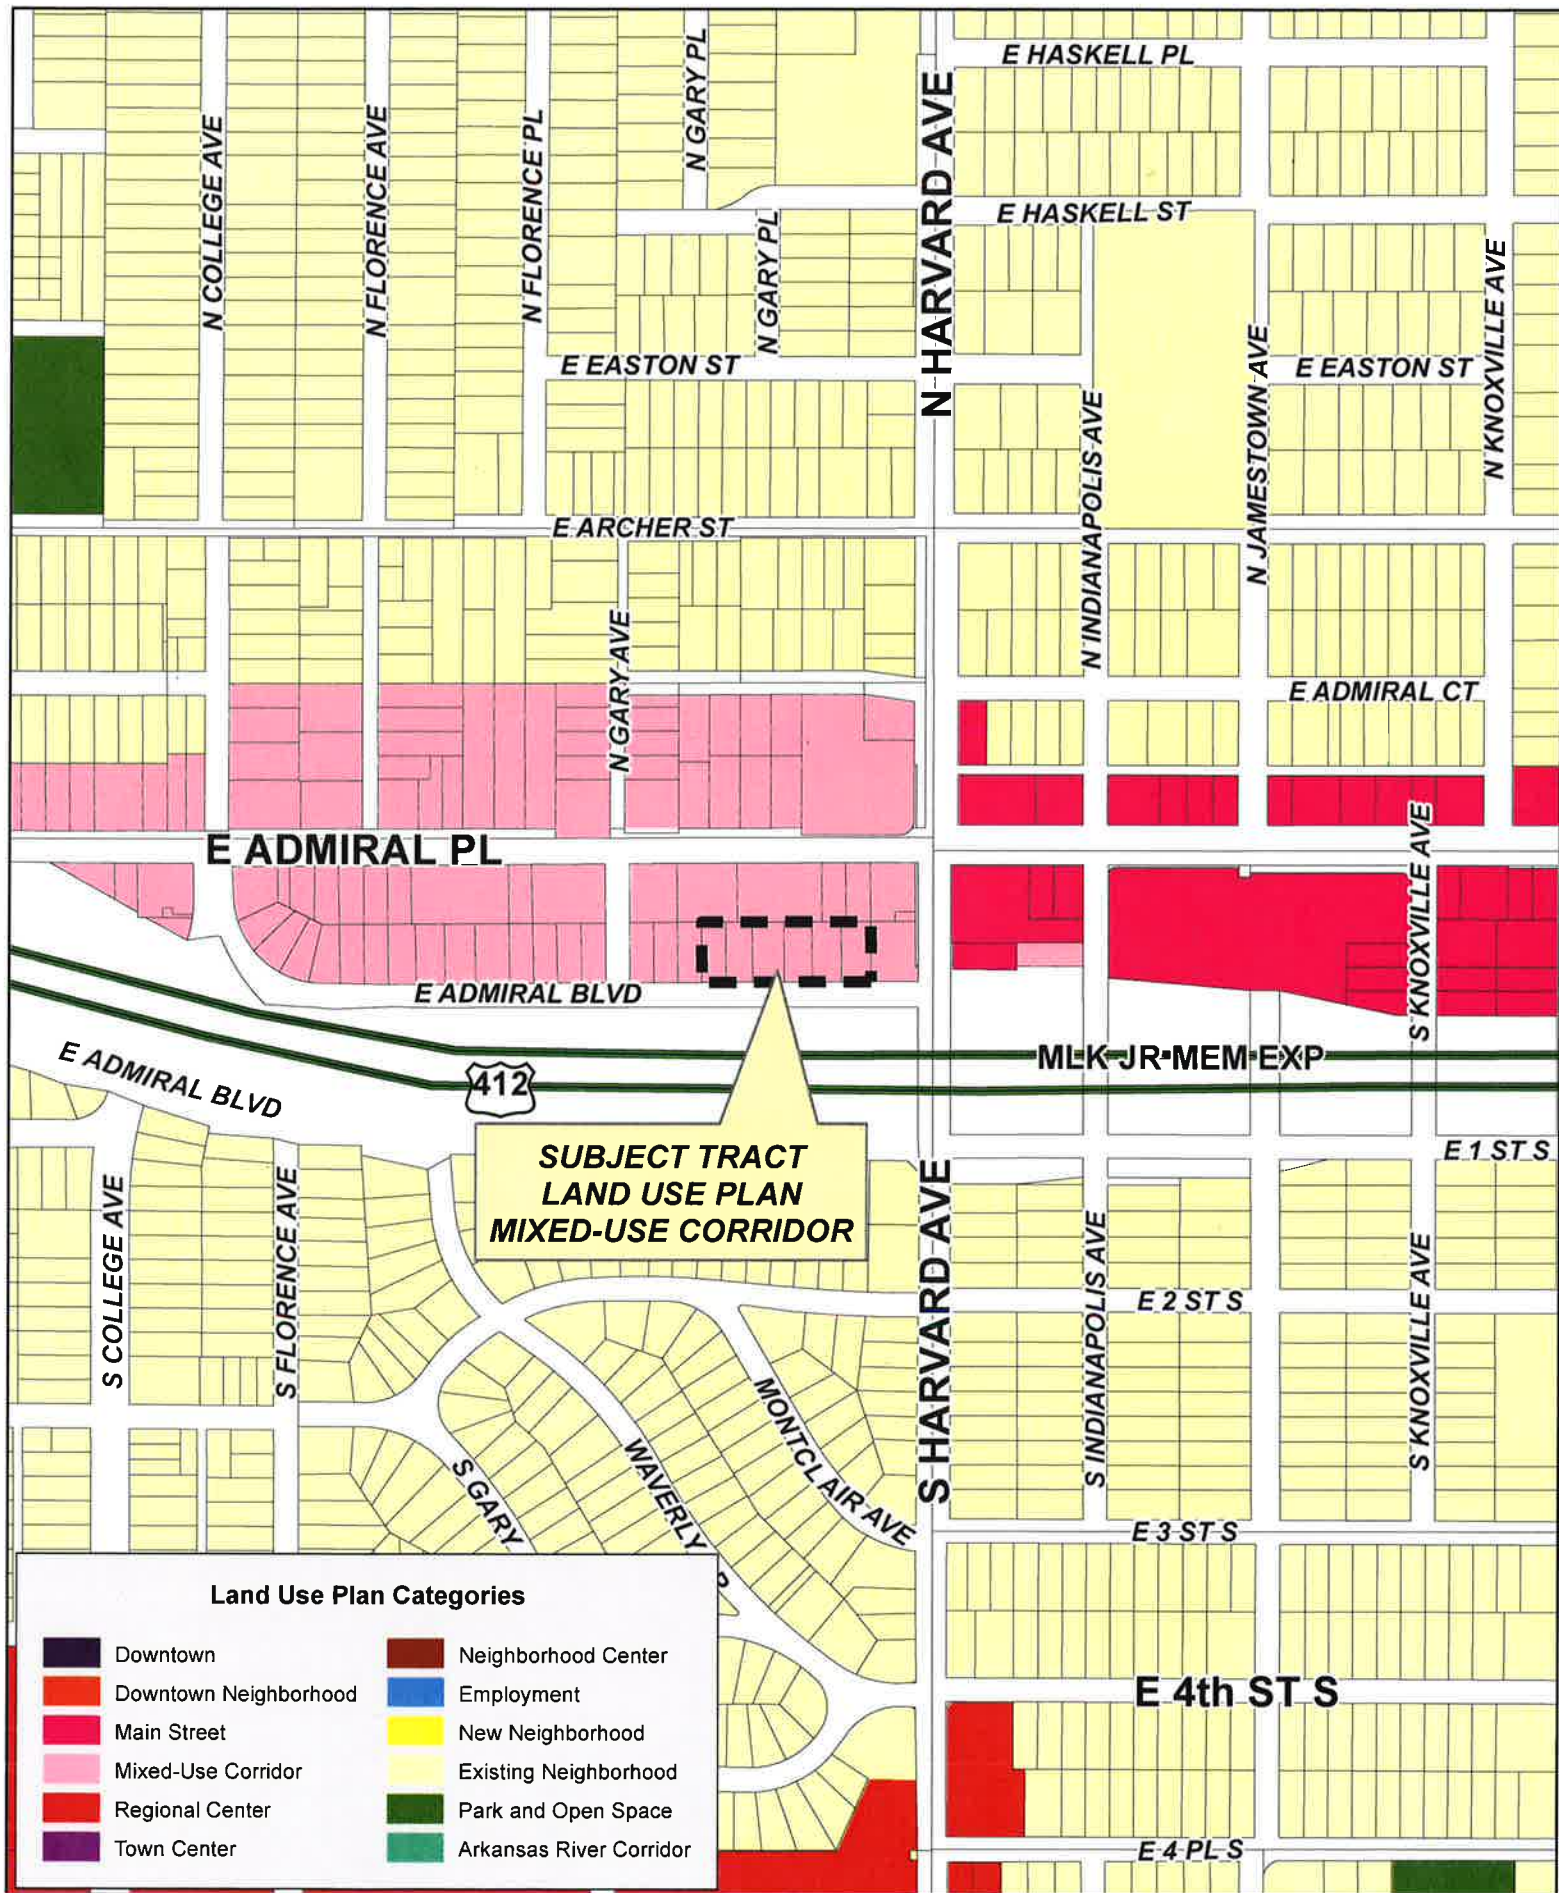 E HASKELL PL
N GARY PL
N HARVARD AVE
N COLLEGE AVE
N FLORENCE AVE
N FLORENCE PL
E HASKELL ST
N GARY PL
N KNOXVILLE AVE
E EASTON ST
E EASTON ST
N INDIANAPOLIS AVE
N JAMESTOWN AVE
E ARCHER ST
N GARY AVE
E ADMIRAL CT
E ADMIRAL PL
S KNOXVILLE AVE
E ADMIRAL BLVD
MLK JR MEM EXP
E ADMIRAL BLVD
412
SUBJECT TRACT
LAND USE PLAN
MIXED-USE CORRIDOR
E 1 ST S
S COLLEGE AVE
S FLORENCE AVE
S HARVARD AVE
S INDIANAPOLIS AVE
S KNOXVILLE AVE
E 2 ST S
MONTCLAIR AVE
S GARY
WAVERLY
E 3 ST S
Land Use Plan Categories
Downtown
Downtown Neighborhood
Main Street
Mixed-Use Corridor
Regional Center
Town Center
Neighborhood Center
Employment
New Neighborhood
Existing Neighborhood
Park and Open Space
Arkansas River Corridor
E 4th ST S
E 4 PL S